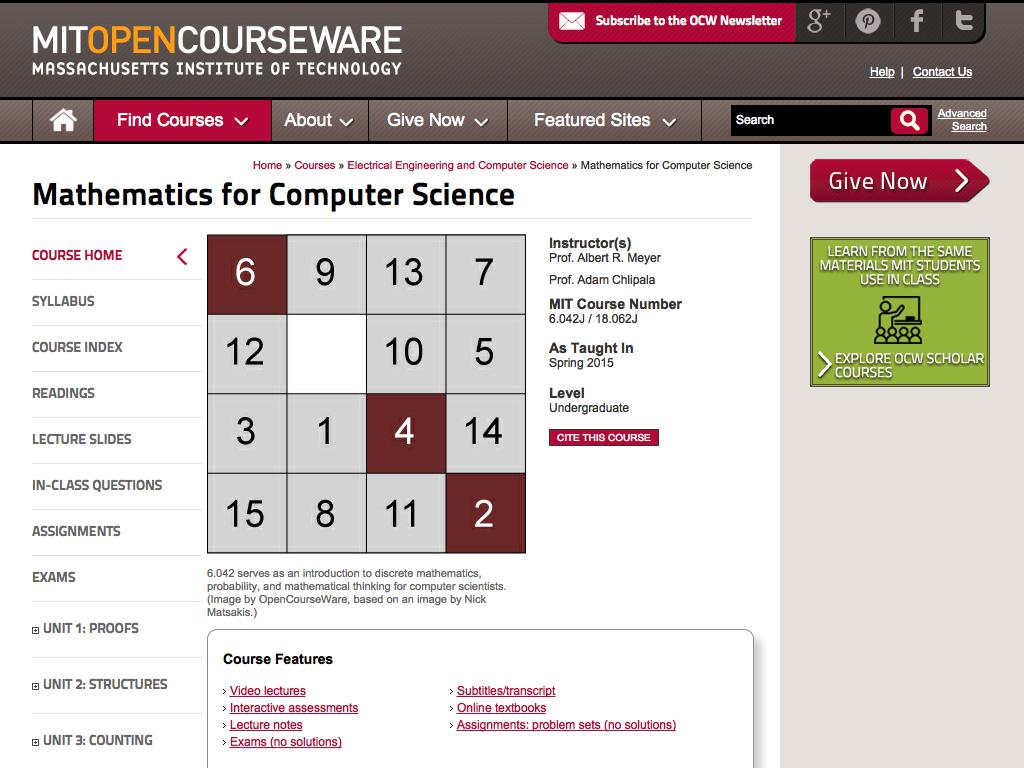 MITOPENCOURSEWARE
MASSACHUSETTS INSTITUTE OF TECHNOLOGY
Subscribe to the OCW Newsletter
Help | Contact Us
Find Courses
About
Give Now
Featured Sites
Search
Advanced
Search
Home » Courses » Electrical Engineering and Computer Science » Mathematics for Computer Science
Mathematics for Computer Science
COURSE HOME
SYLLABUS
COURSE INDEX
READINGS
LECTURE SLIDES
IN-CLASS QUESTIONS
ASSIGNMENTS
EXAMS
UNIT 1: PROOFS
UNIT 2: STRUCTURES
UNIT 3: COUNTING
6 9 13 7
12 10 5
3 1 4 14
15 8 11 2
6.042 serves as an introduction to discrete mathematics,
probability, and mathematical thinking for computer scientists.
(Image by OpenCourseWare, based on an image by Nick
Matsakis.)
Instructor(s)
Prof. Albert R. Meyer
Prof. Adam Chlipala
MIT Course Number
6.042J / 18.062J
As Taught In
Spring 2015
Level
Undergraduate
CITE THIS COURSE
Course Features
Video lectures
Interactive assessments
Lecture notes
Exams (no solutions)
Subtitles/transcript
Online textbooks
Assignments: problem sets (no solutions)
Give Now
LEARN FROM THE SAME
MATERIALS MIT STUDENTS
USE IN CLASS
EXPLORE OCW SCHOLAR
COURSES